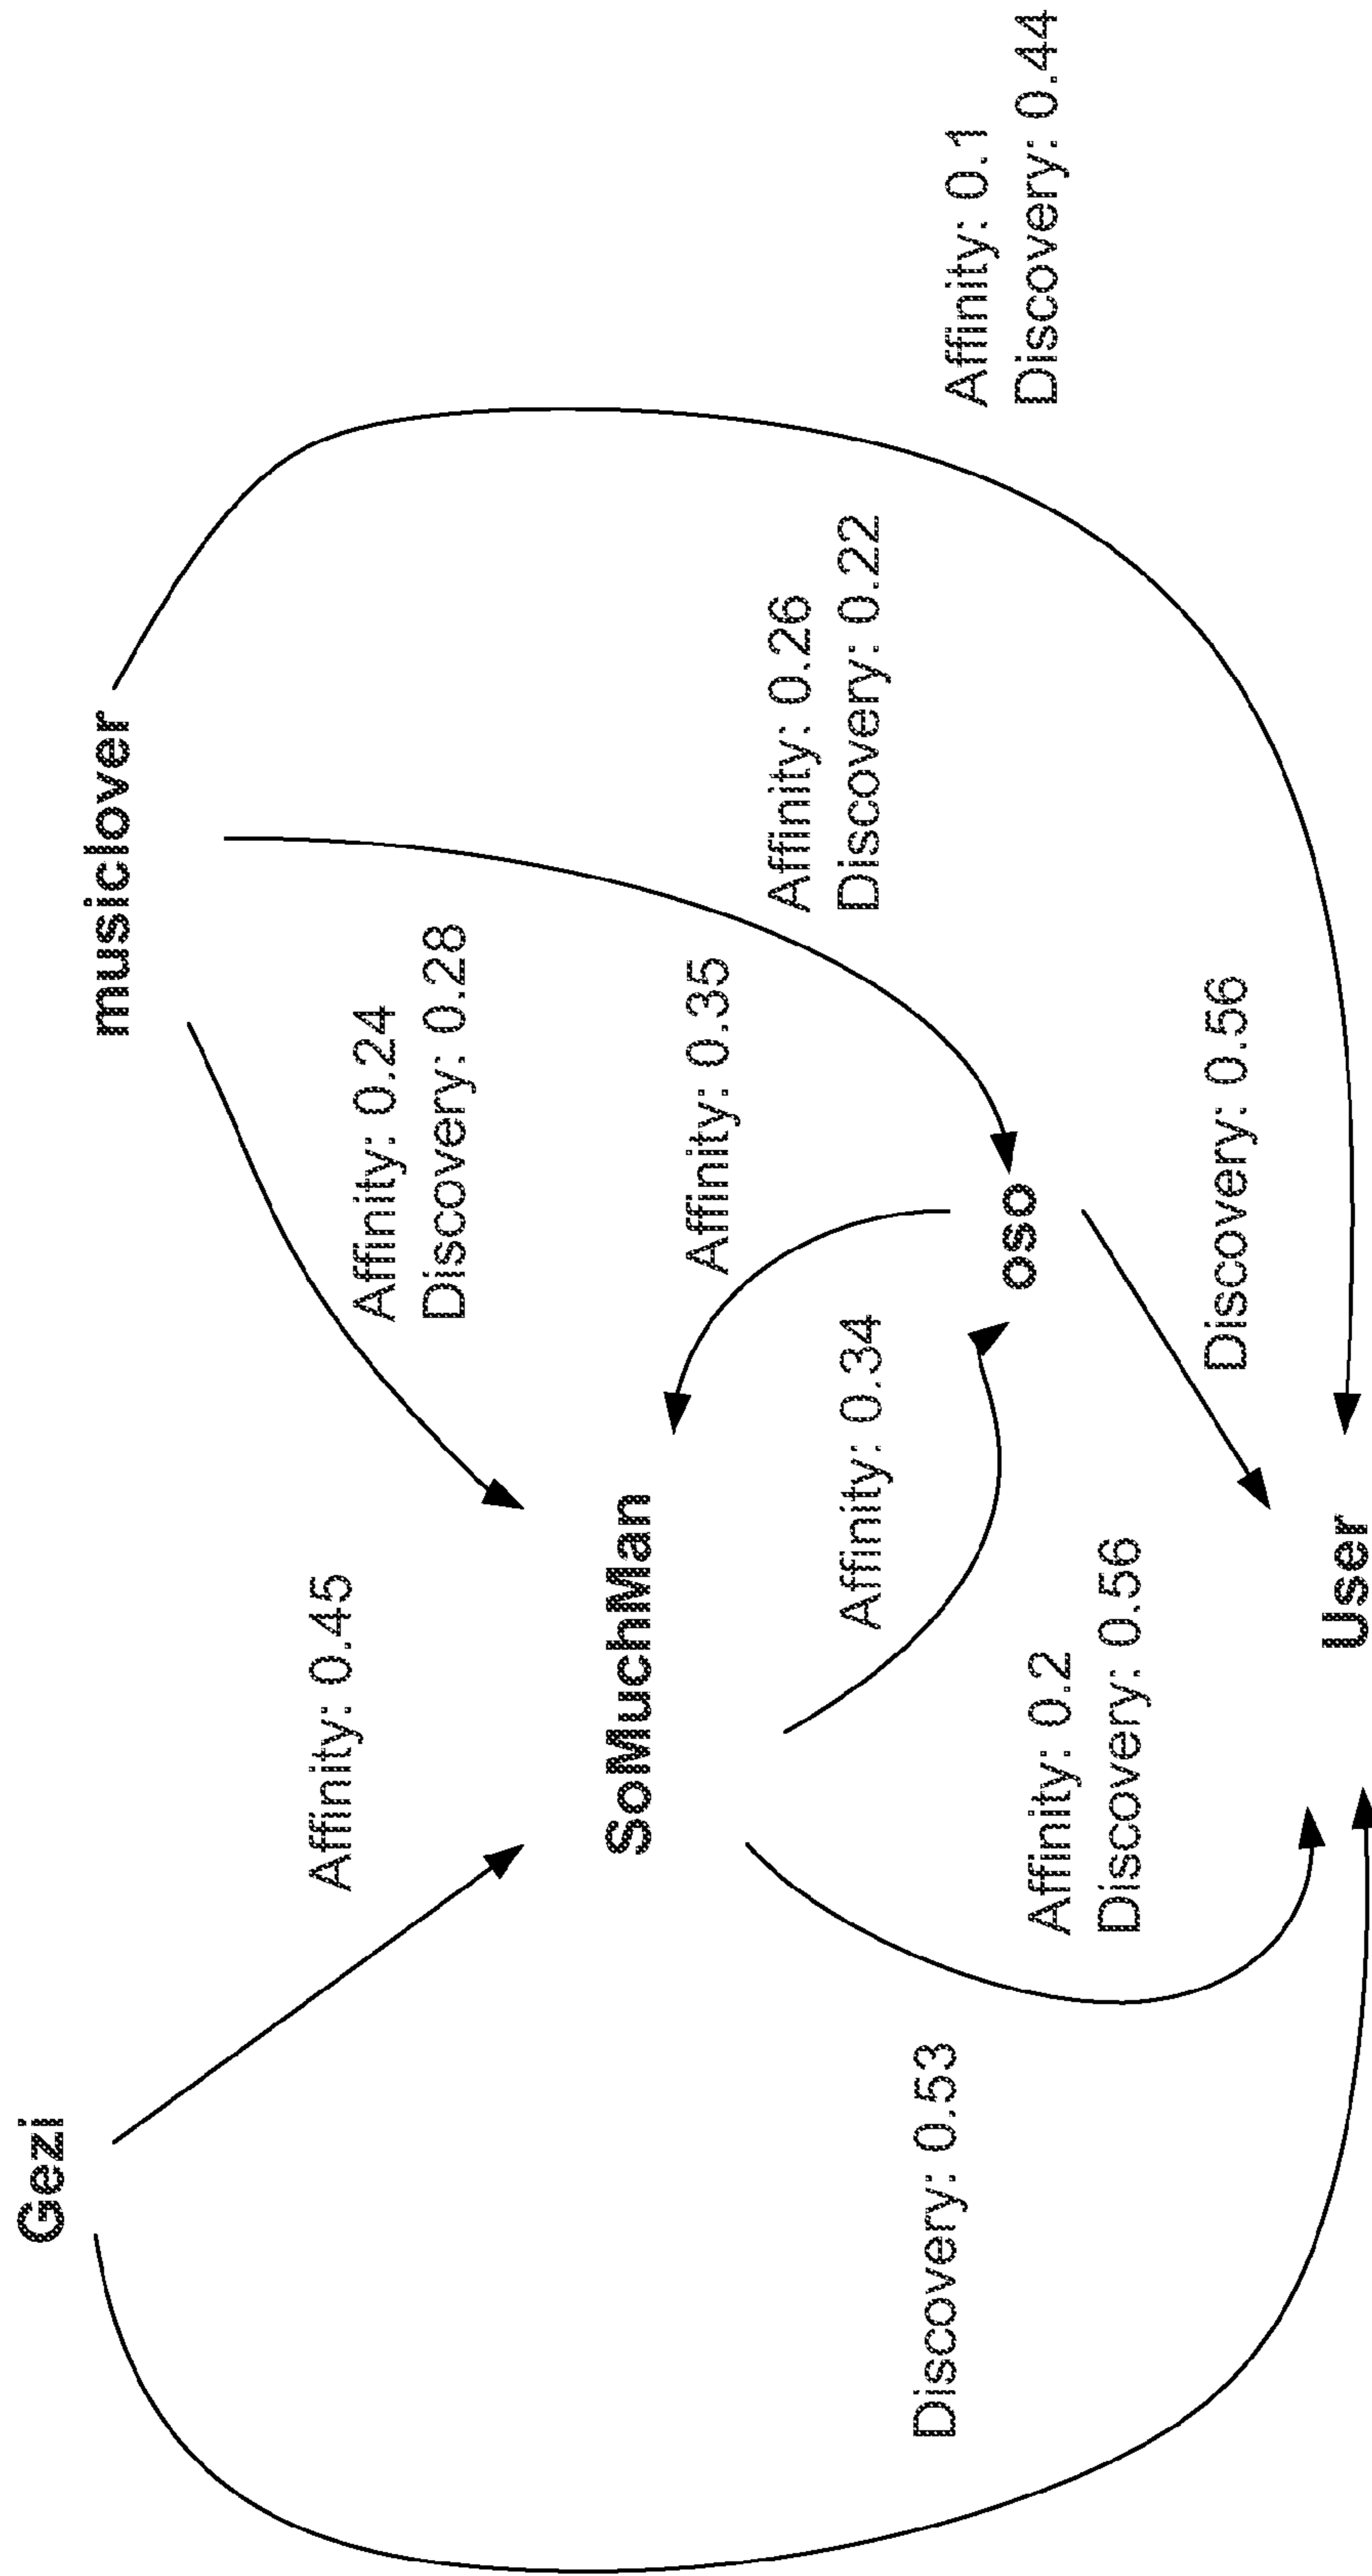 Gezi
musiclover
Affinity: 0.45
Affinity: 0.24
Discovery: 0.28
SoMuchMan
Affinity: 0.35
Affinity: 0.26
Discovery: 0.22
Affinity: 0.34
Discovery: 0.53
Affinity: 0.1
Discovery: 0.44
oso
Affinity: 0.2
Discovery: 0.56
Discovery: 0.56
User